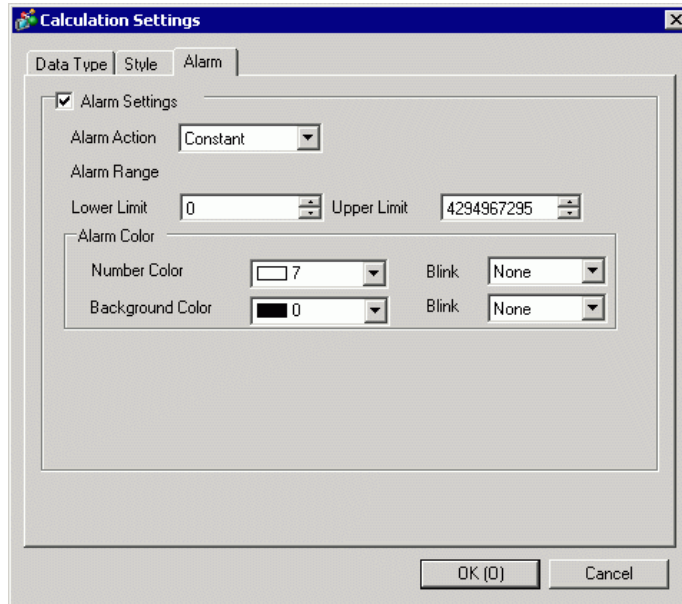 Calculation Settings
Data Type Style Alarm
Alarm Settings
Alarm Action Constant
Alarm Range
Lower Limit 0 Upper Limit 4294967295
Alarm Color
Number Color 7 Blink None
Background Color 0 Blink None
OK (O) Cancel